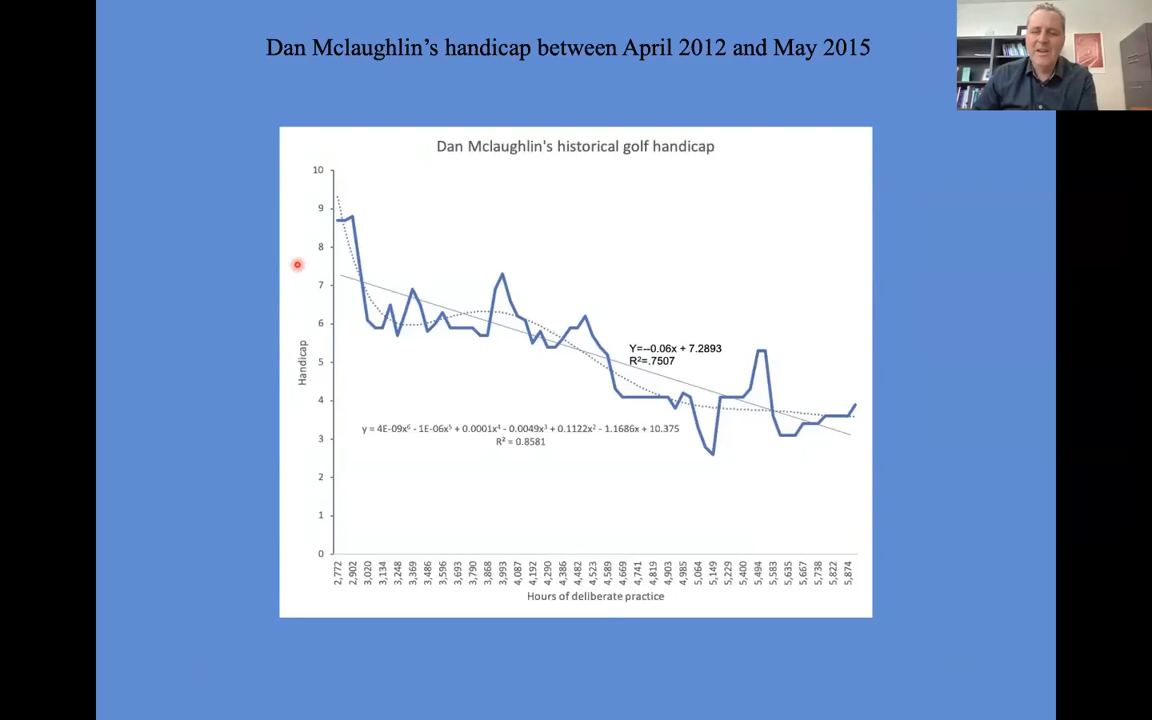 Dan Mclaughlin’s handicap between April 2012 and May 2015
Dan Mclaughlin's historical golf handicap
10
9
8
7
6
5
4
3
2
1
0
Handicap
Y=--0.06x + 7.2893
R²=.7507
y = 4E-09x⁶ - 1E-06x⁵ + 0.0001x⁴ - 0.0049x³ + 0.1122x² - 1.1686x + 10.375
R² = 0.8581
2,772 2,902 3,020 3,134 3,248 3,369 3,486 3,596 3,693 3,790 3,868 3,993 4,087 4,192 4,290 4,386 4,482 4,523 4,589 4,669 4,741 4,819 4,903 4,985 5,064 5,149 5,229 5,400 5,494 5,583 5,635 5,667 5,738 5,822 5,874
Hours of deliberate practice